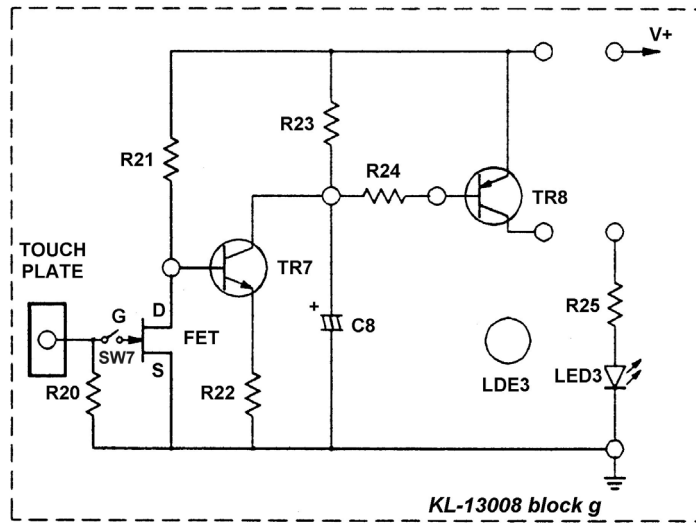 V+
R23
R21
R24
TR8
TOUCH
PLATE
TR7
D
G
FET
SW7
S
R20
R22
+
C8
R25
LDE3
LED3
KL-13008 block g